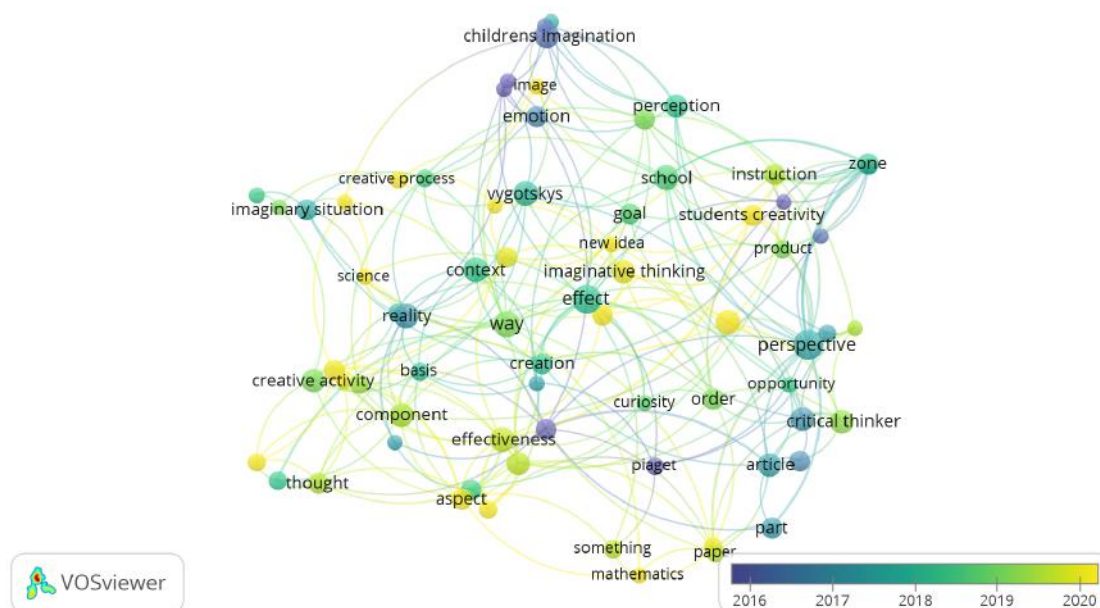 childrens imagination
image
emotion
perception
zone
creative process
school
instruction
vygotskys
imaginary situation
goal
students creativity
new idea
product
context
imaginative thinking
science
effect
reality
way
perspective
creation
basis
creative activity
opportunity
curiosity
order
component
critical thinker
effectiveness
piaget
article
thought
aspect
part
something
paper
mathematics
VOSviewer
2016 2017 2018 2019 2020